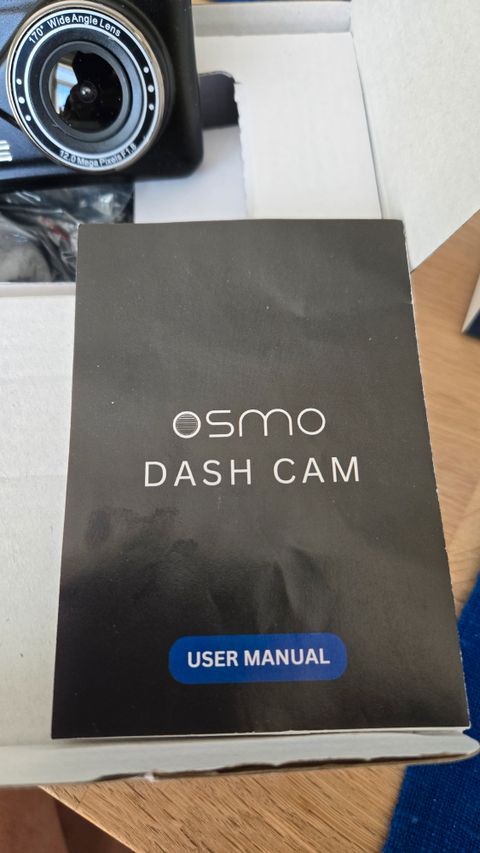 170° Wide Angle Lens
12.0 Mega Pixels F1.8
OSMO
DASH CAM
USER MANUAL